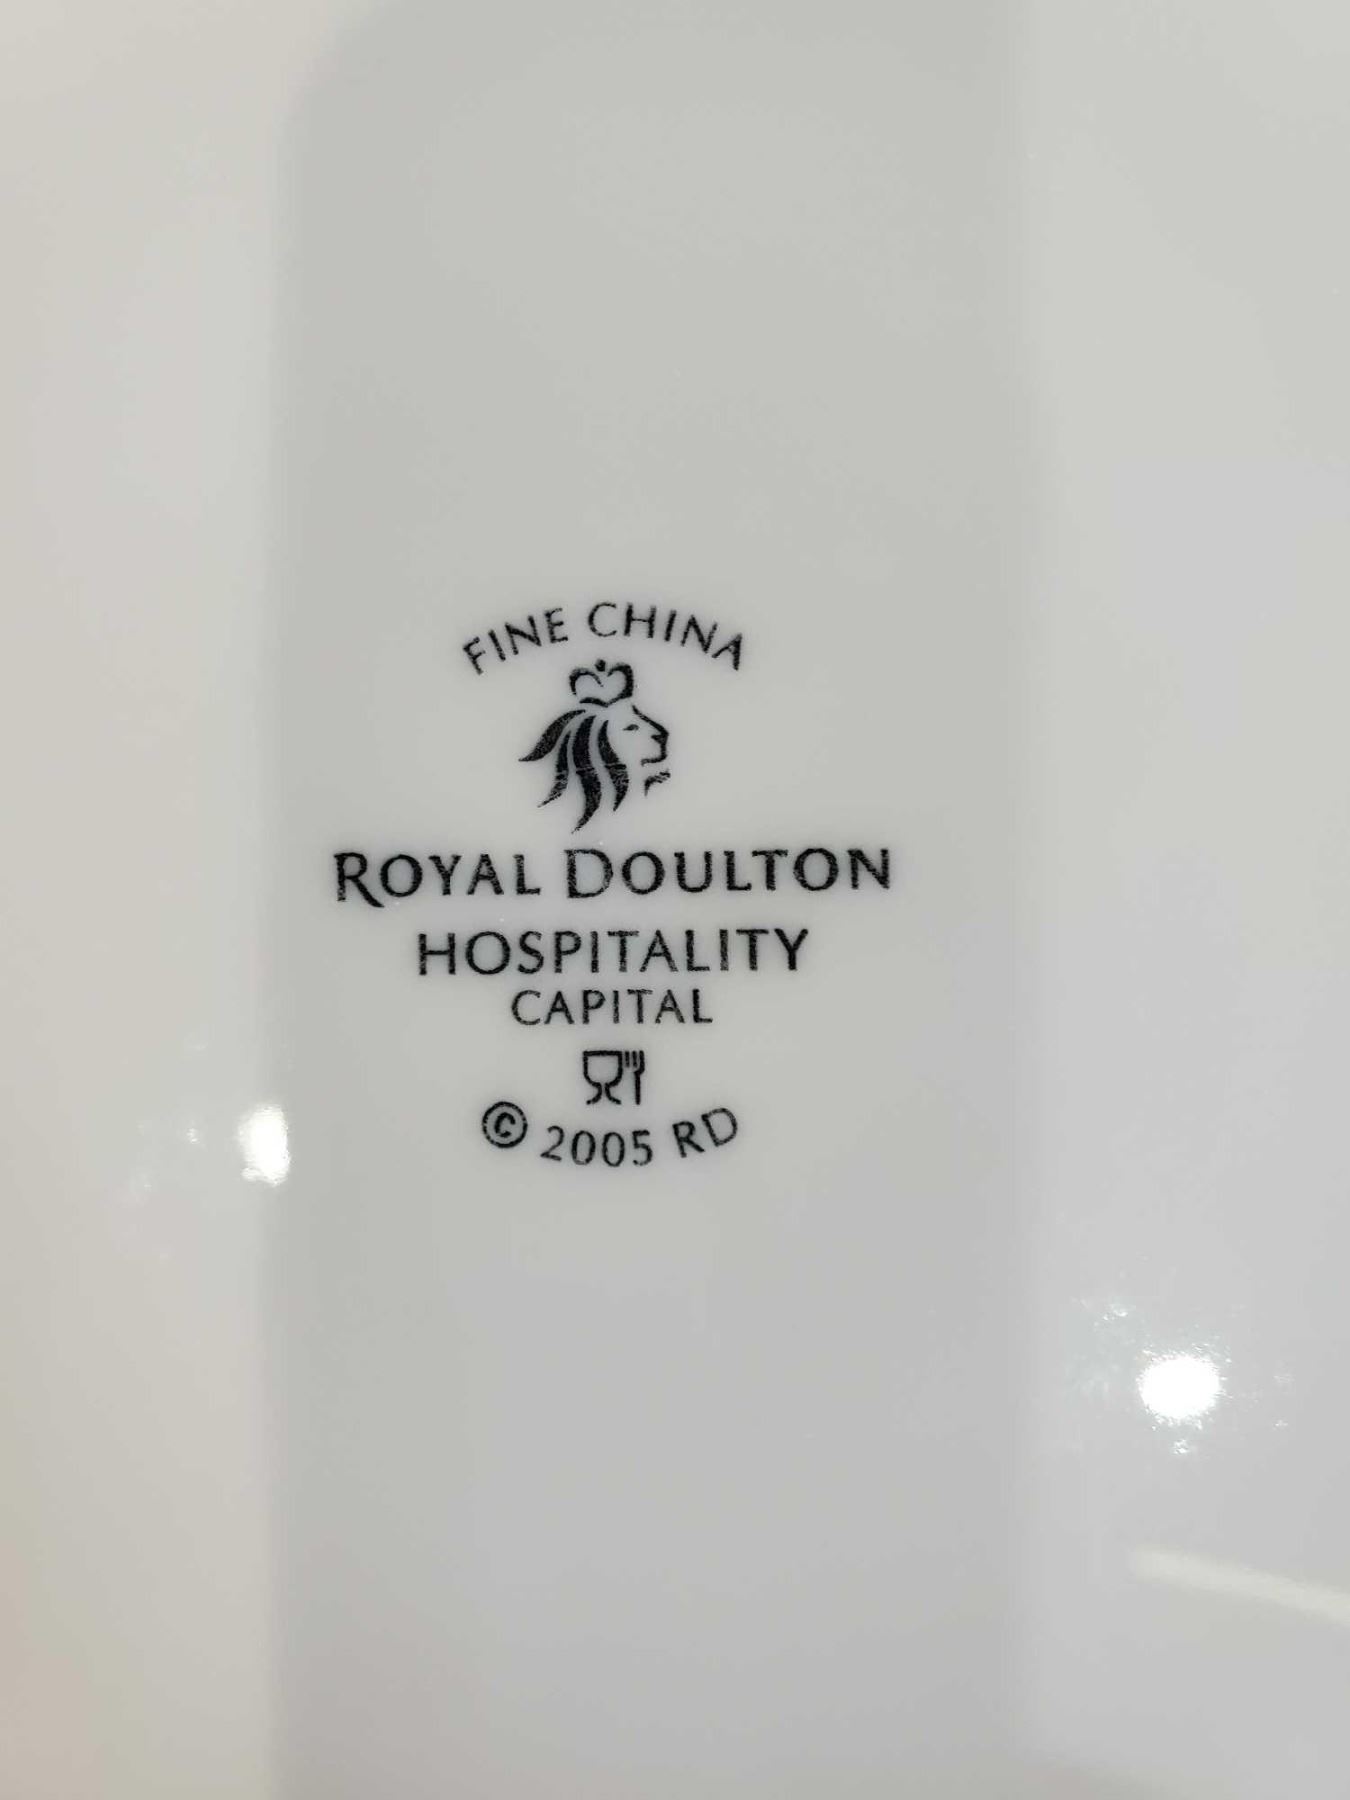 FINE CHINA
ROYAL DOULTON
HOSPITALITY
CAPITAL
© 2005 RD